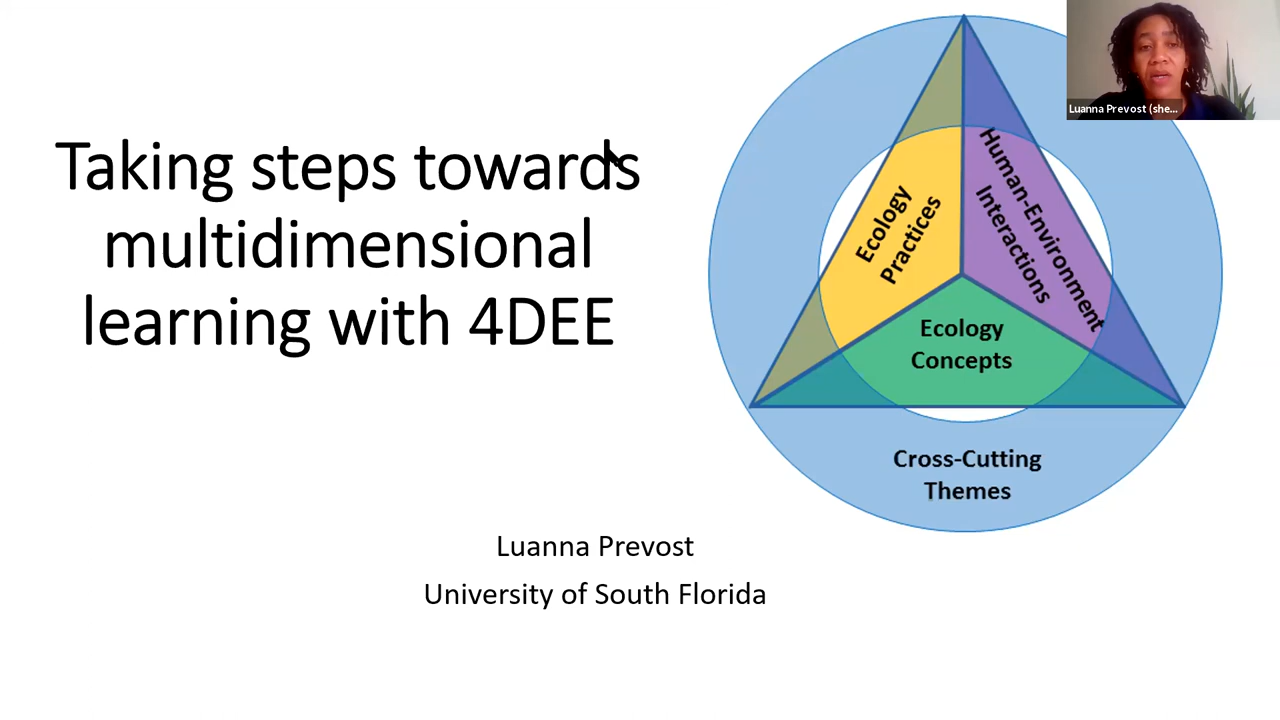 Taking steps towards
multidimensional
learning with 4DEE
Luanna Prevost (she...
Ecology
Practices
Human-Environment
Interactions
Ecology
Concepts
Cross-Cutting
Themes
Luanna Prevost
University of South Florida